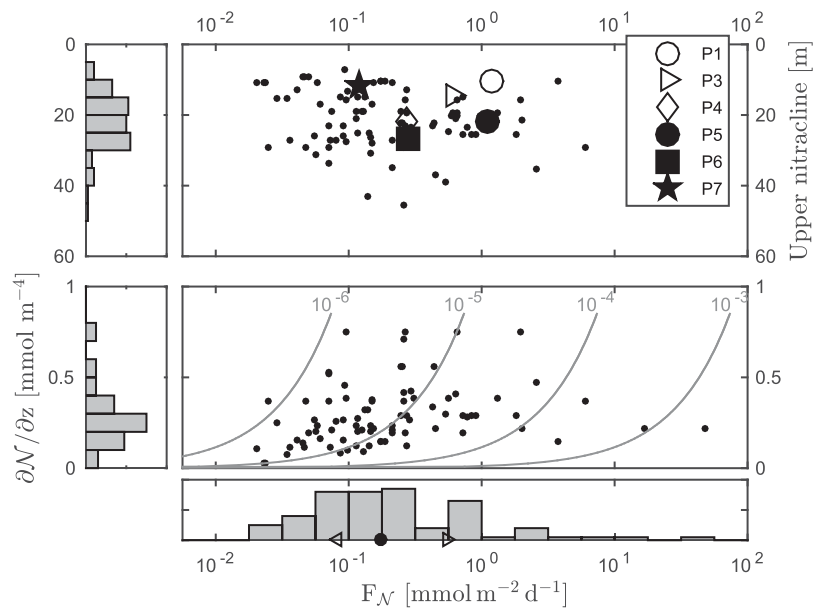 10^-2 10^-1 10^0 10^1 10^2
0 0
20 20
40 40
60 60
Upper nitracline [m]
P1
P3
P4
P5
P6
P7
1 1
0.5 0.5
0 0
∂𝒩/∂z [mmol m^-4]
10^-6 10^-5 10^-4 10^-3
10^-2 10^-1 10^0 10^1 10^2
F_𝒩 [mmol m^-2 d^-1]